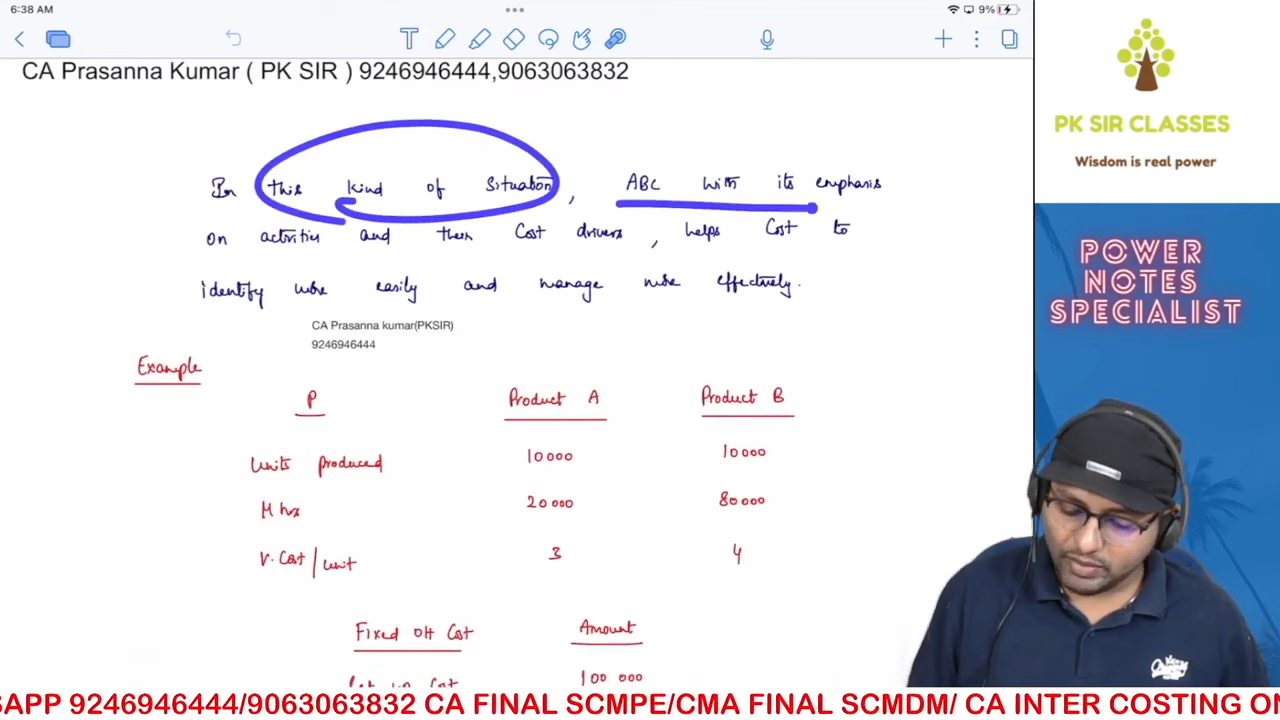 6:38 AM
9%
CA Prasanna Kumar ( PK SIR ) 9246946444,9063063832
PK SIR CLASSES
Wisdom is real power
In this kind of Situation, ABC with its emphasis
on activities and their Cost drivers, helps Cost to
identify more easily and manage more effectively.
CA Prasanna kumar(PKSIR)
9246946444
POWER
NOTES
SPECIALIST
Example
P Product A Product B
Units produced 10000 10000
M hrs 20000 80000
V. Cost/unit 3 4
Fixed OH Cost Amount
Set up Cost 100 000
SAPP 9246946444/9063063832 CA FINAL SCMPE/CMA FINAL SCMDM/ CA INTER COSTING O